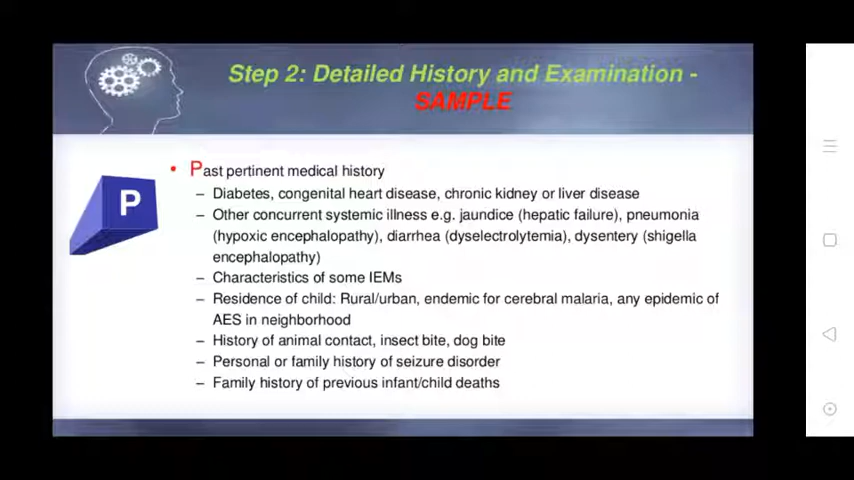 Step 2: Detailed History and Examination -
SAMPLE
P
• Past pertinent medical history
– Diabetes, congenital heart disease, chronic kidney or liver disease
– Other concurrent systemic illness e.g. jaundice (hepatic failure), pneumonia
(hypoxic encephalopathy), diarrhea (dyselectrolytemia), dysentery (shigella
encephalopathy)
– Characteristics of some IEMs
– Residence of child: Rural/urban, endemic for cerebral malaria, any epidemic of
AES in neighborhood
– History of animal contact, insect bite, dog bite
– Personal or family history of seizure disorder
– Family history of previous infant/child deaths